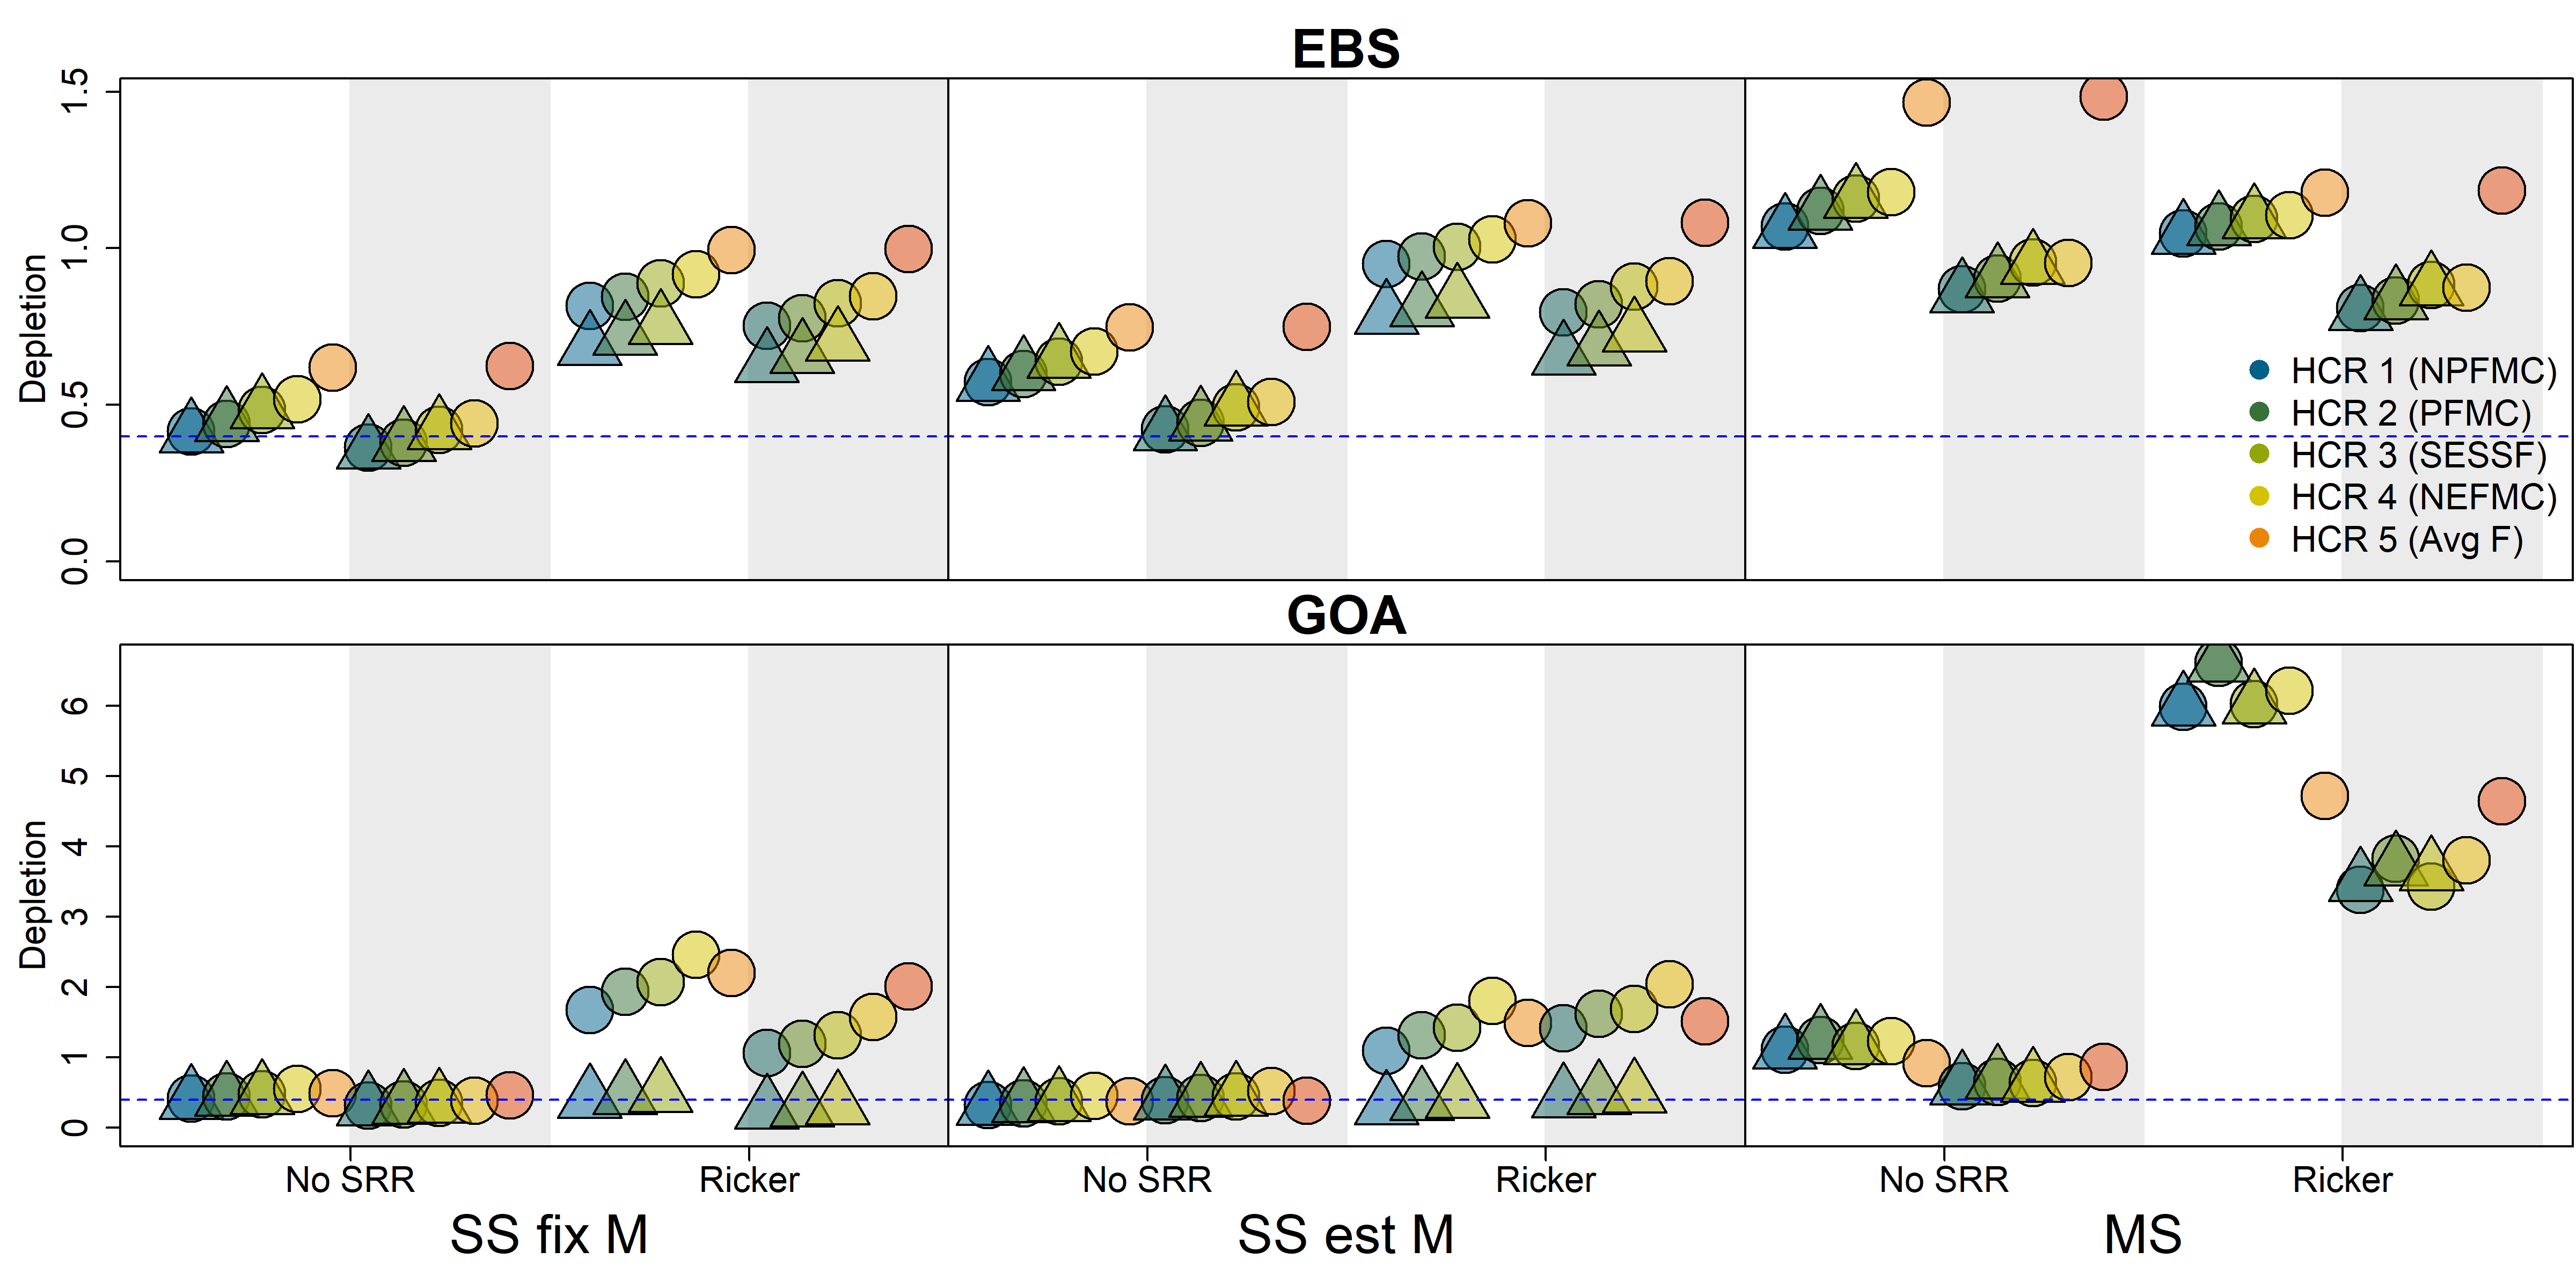 EBS
Depletion
1.5
1.0
0.5
0.0
HCR 1 (NPFMC)
HCR 2 (PFMC)
HCR 3 (SESSF)
HCR 4 (NEFMC)
HCR 5 (Avg F)
GOA
Depletion
6
5
4
3
2
1
0
No SRR Ricker No SRR Ricker No SRR Ricker
SS fix M SS est M MS